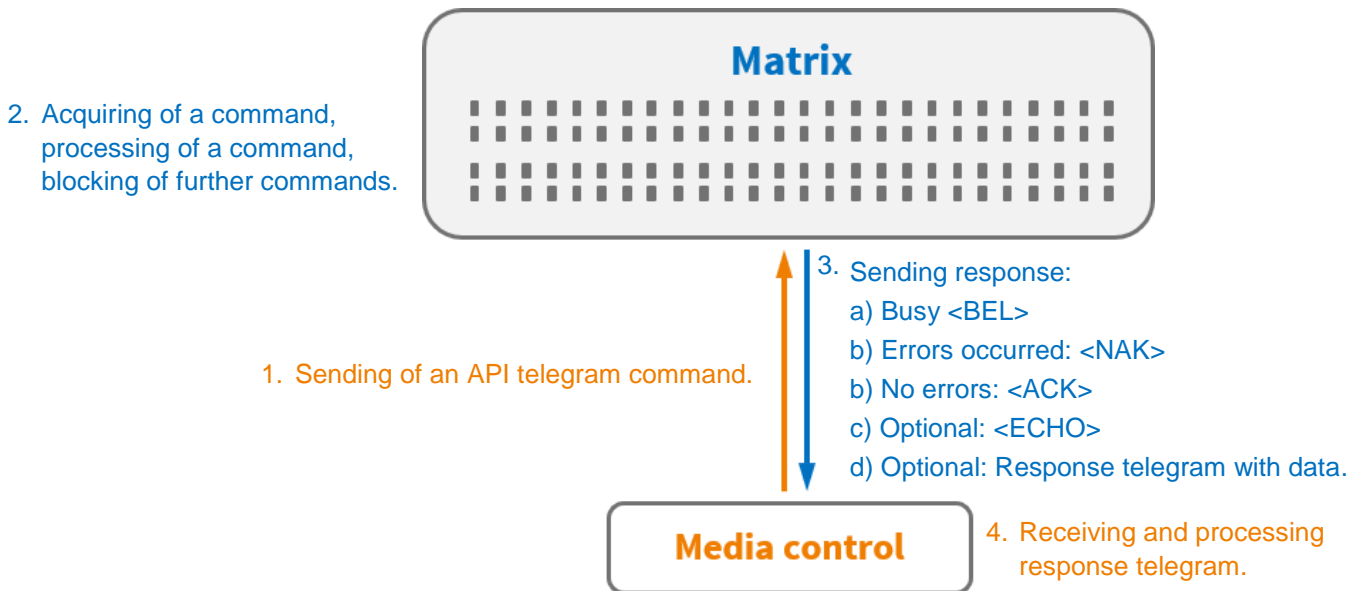 Matrix
2. Acquiring of a command,
processing of a command,
blocking of further commands.
3. Sending response:
a) Busy <BEL>
b) Errors occurred: <NAK>
b) No errors: <ACK>
c) Optional: <ECHO>
d) Optional: Response telegram with data.
1. Sending of an API telegram command.
Media control
4. Receiving and processing
response telegram.